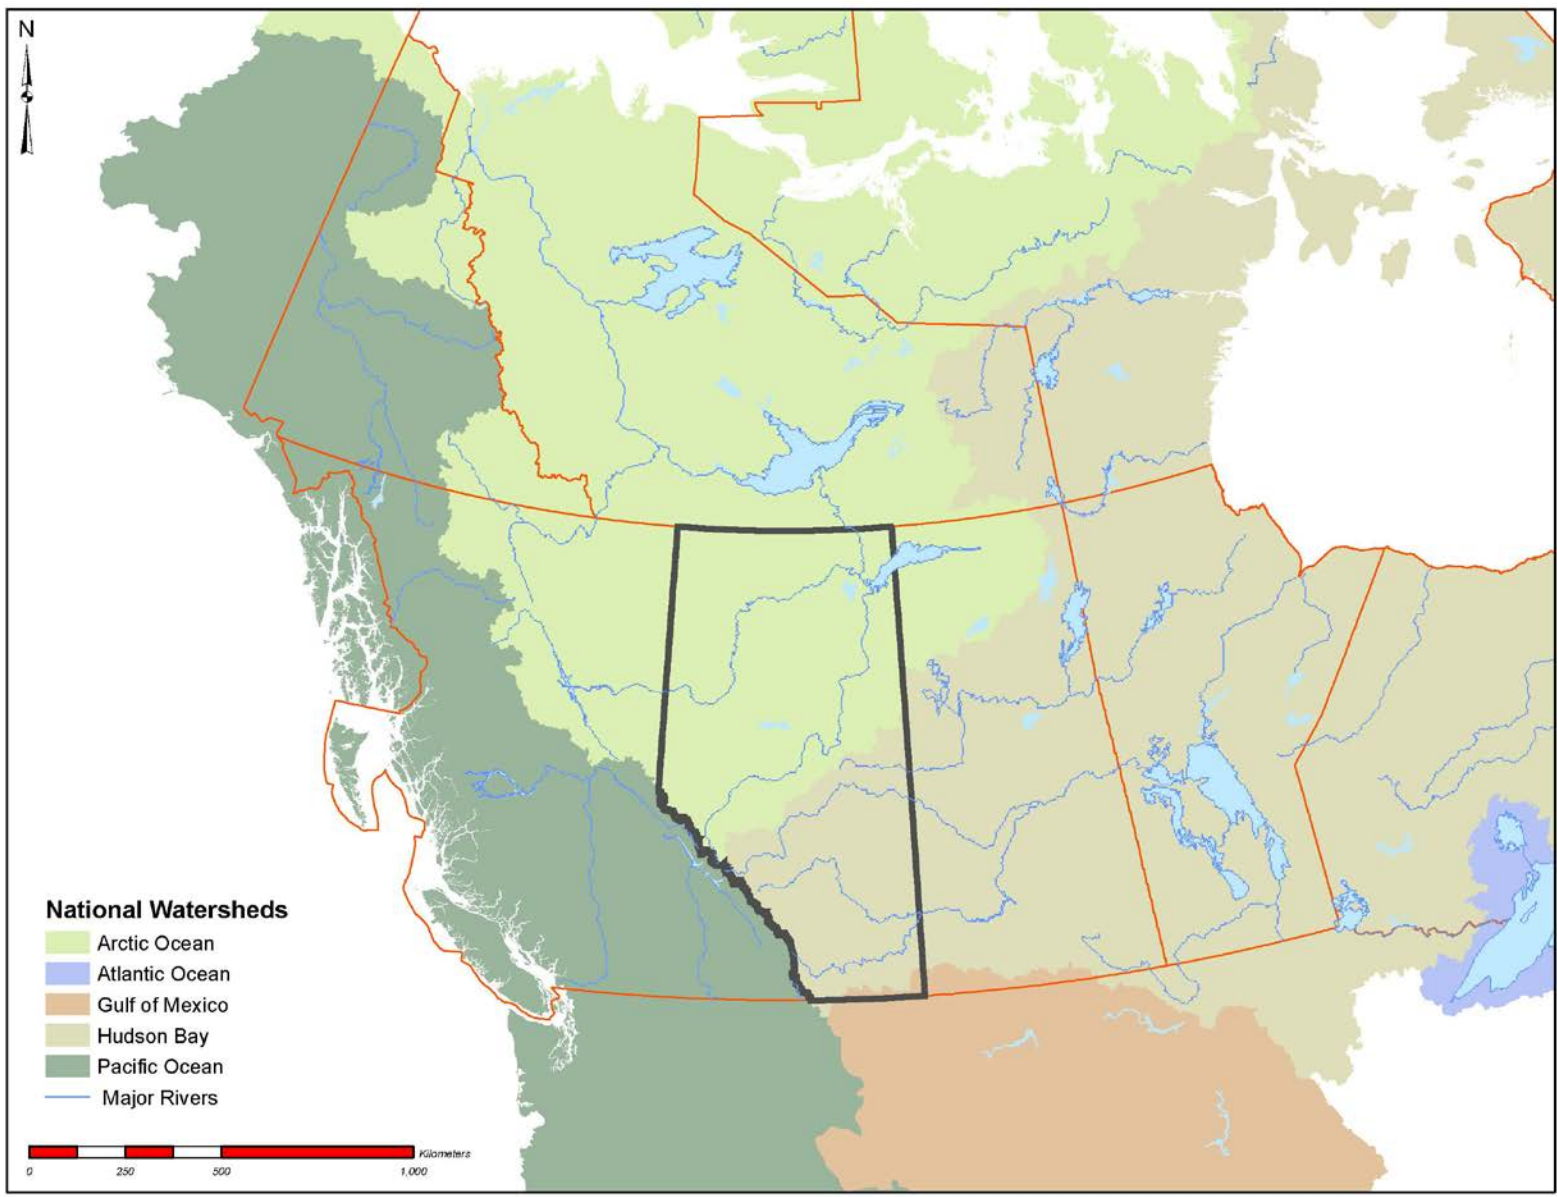 N
National Watersheds
Arctic Ocean
Atlantic Ocean
Gulf of Mexico
Hudson Bay
Pacific Ocean
Major Rivers
Kilometers
0 250 500 1,000